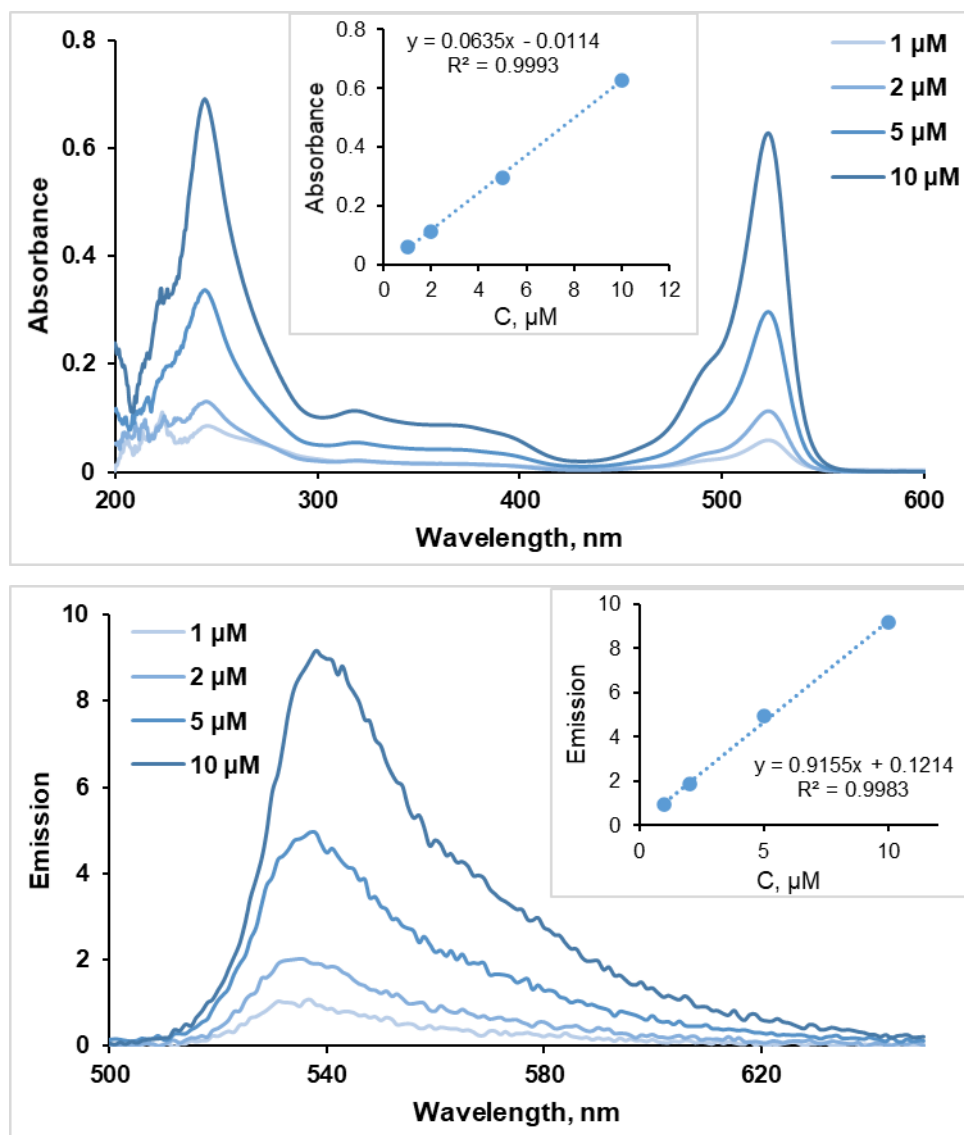 0.8
0.6
0.4
0.2
0
200
300
400
500
600
Absorbance
Wavelength, nm
1 µM
2 µM
5 µM
10 µM
y = 0.0635x - 0.0114
R² = 0.9993
0.8
0.6
0.4
0.2
0
0
2
4
6
8
10
12
Absorbance
C, µM
10
8
6
4
2
0
500
540
580
620
Emission
Wavelength, nm
1 µM
2 µM
5 µM
10 µM
10
8
6
4
2
0
0
5
10
Emission
C, µM
y = 0.9155x + 0.1214
R² = 0.9983